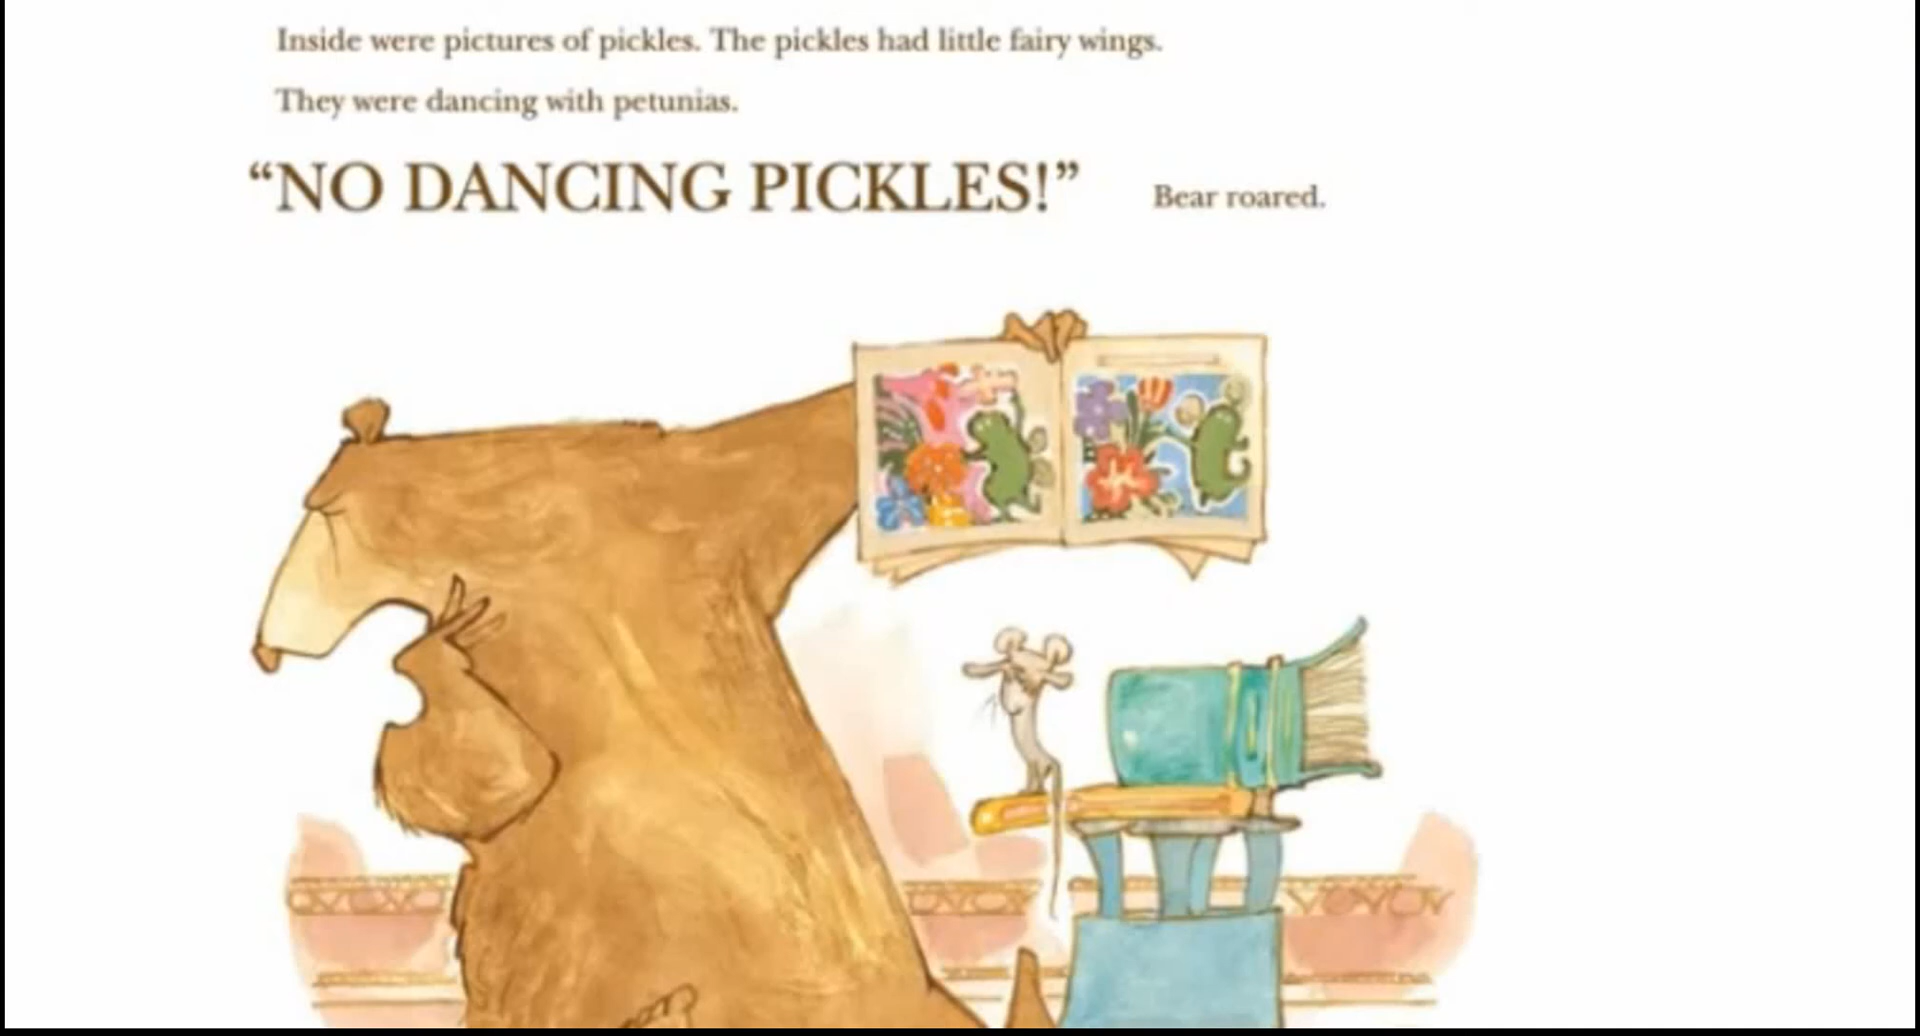 Inside were pictures of pickles. The pickles had little fairy wings.
They were dancing with petunias.
“NO DANCING PICKLES!” Bear roared.